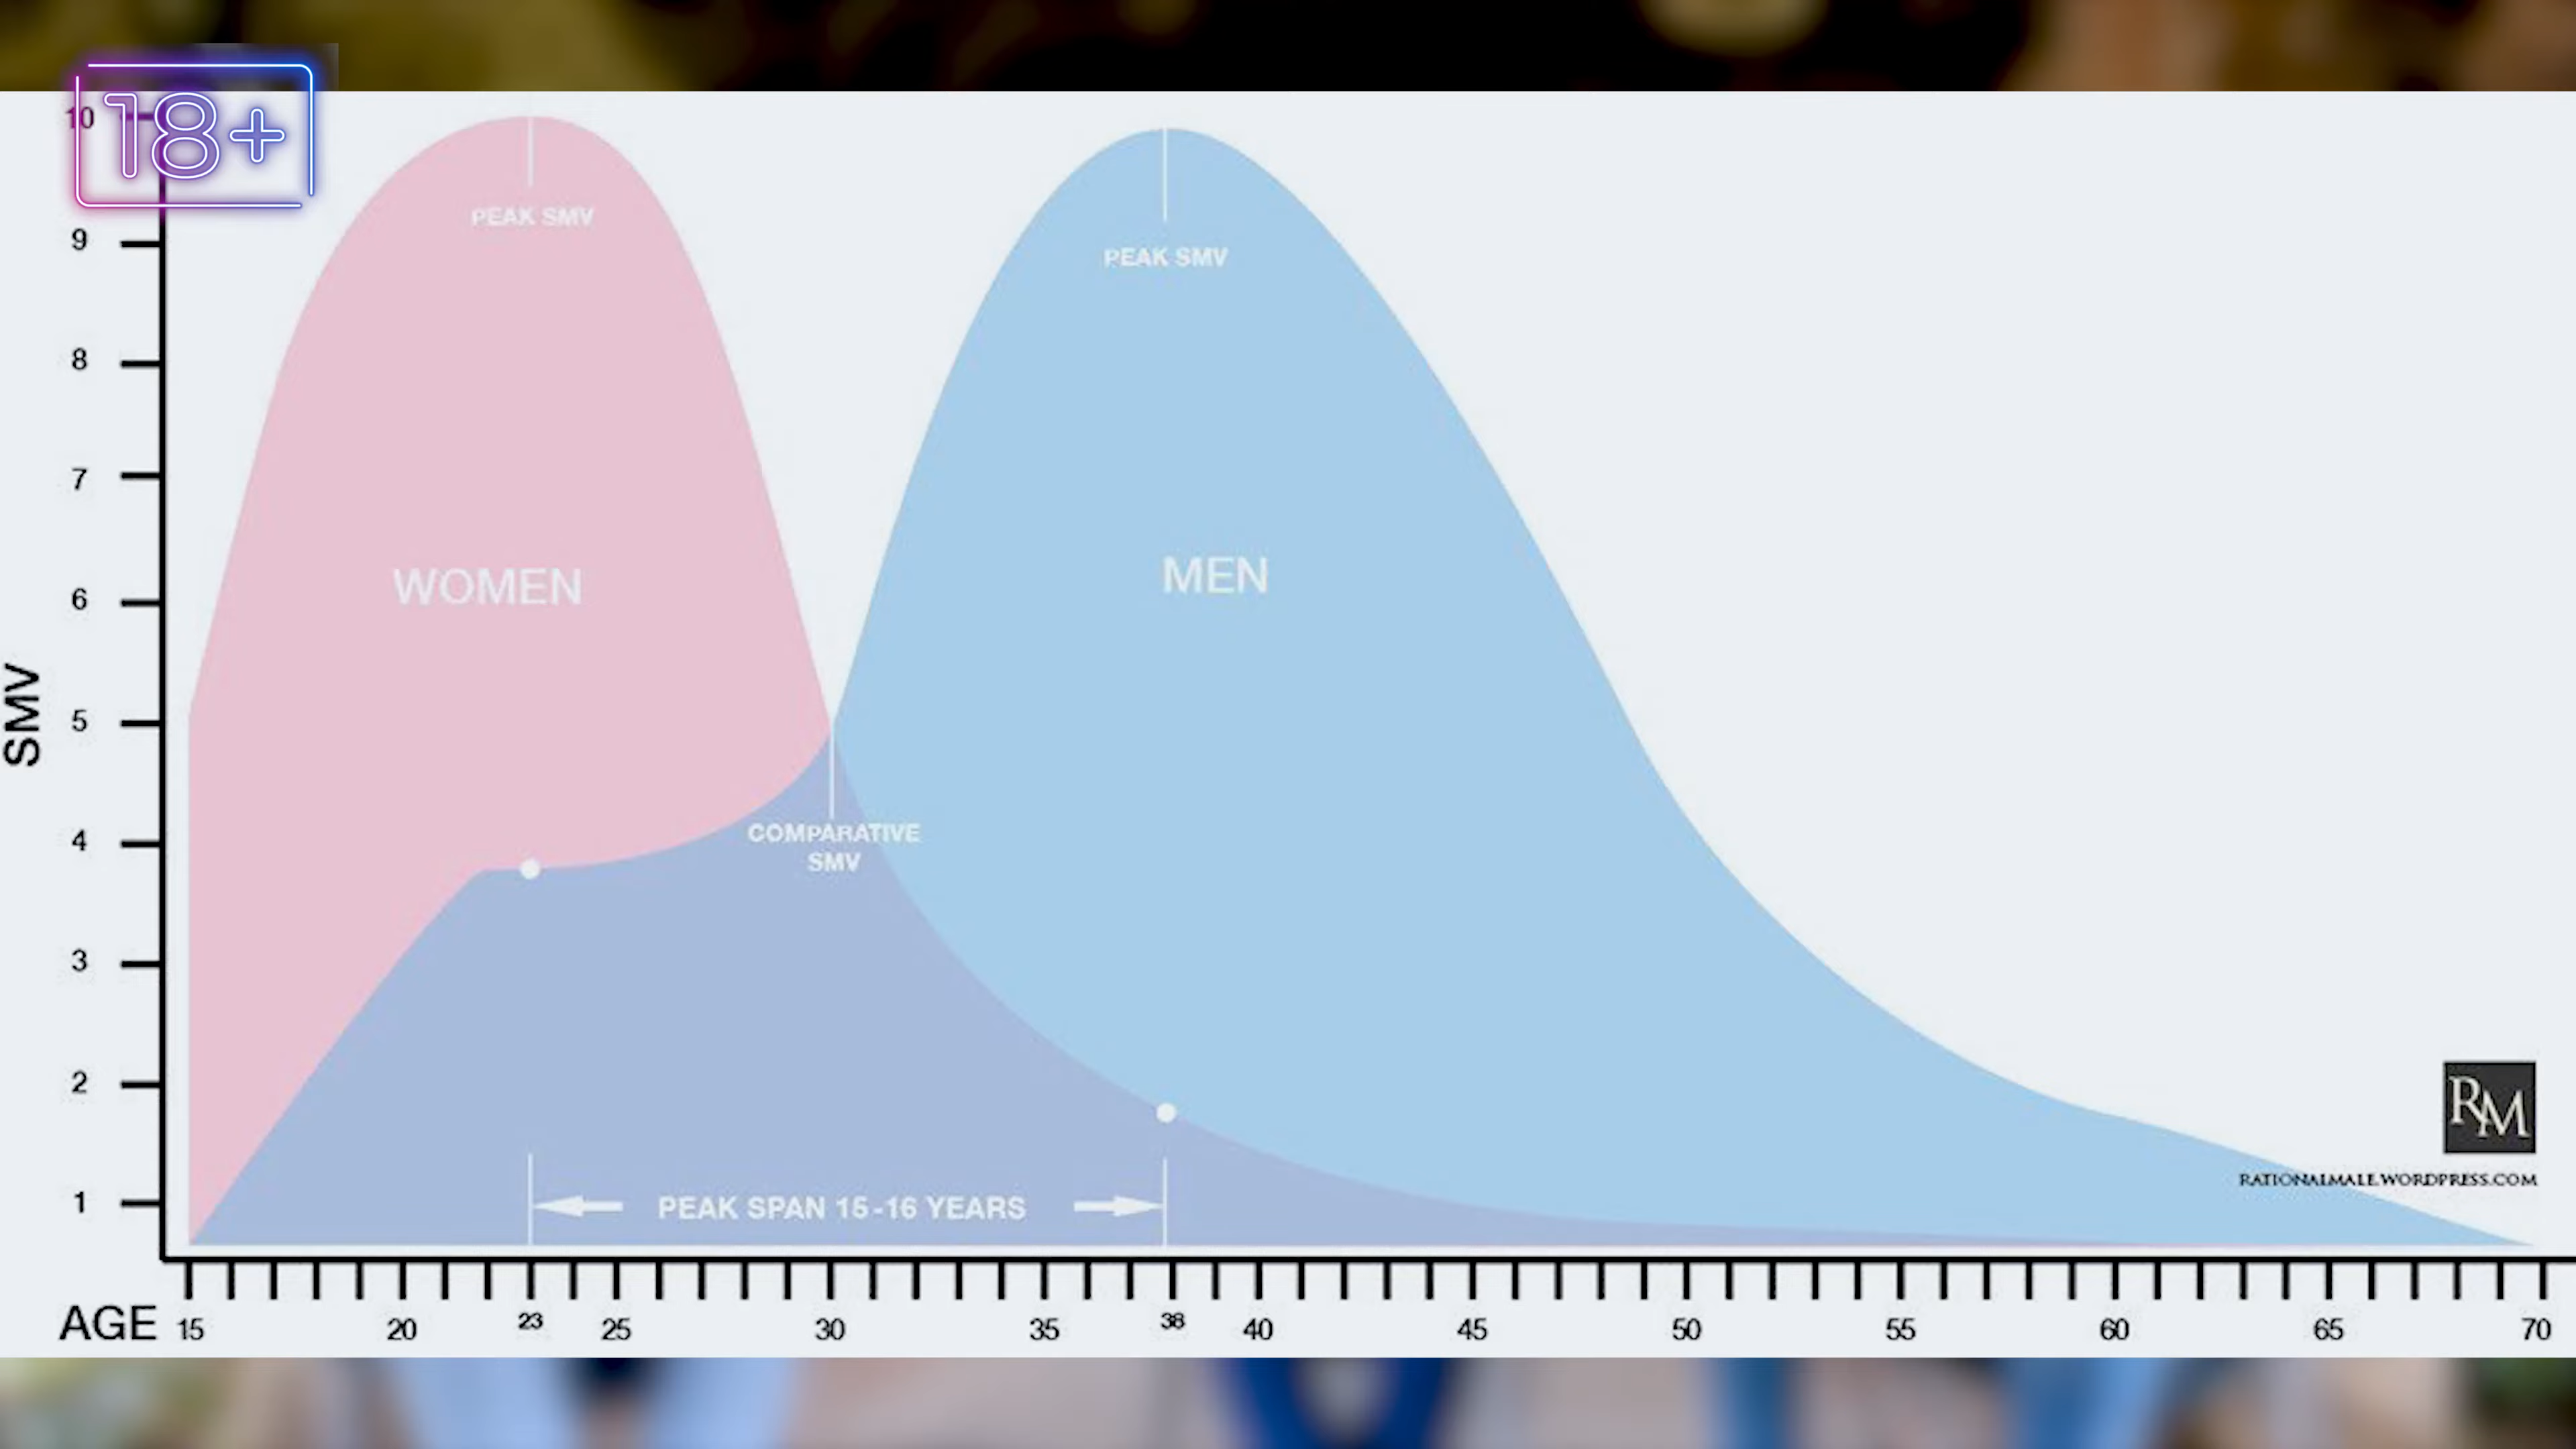 18+
10
PEAK SMV
9
PEAK SMV
8
7
WOMEN
MEN
6
SMV
5
COMPARATIVE
SMV
4
3
2
RM
RATIONALMALE.WORDPRESS.COM
1
PEAK SPAN 15-16 YEARS
AGE 15 20 23 25 30 35 38 40 45 50 55 60 65 70